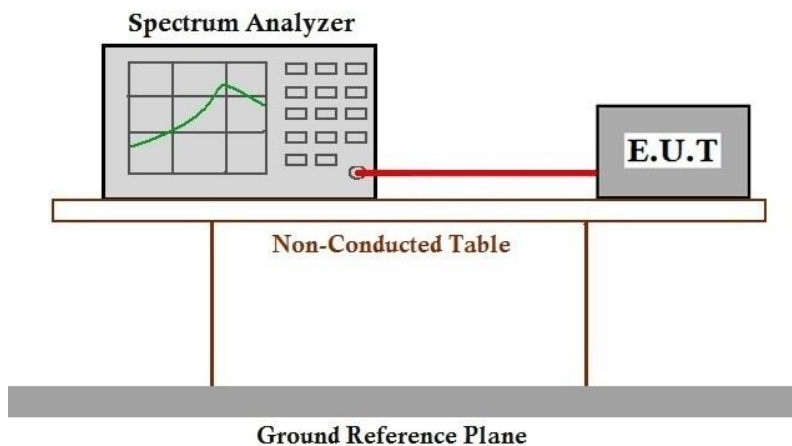 Spectrum Analyzer
E.U.T
Non-Conducted Table
Ground Reference Plane